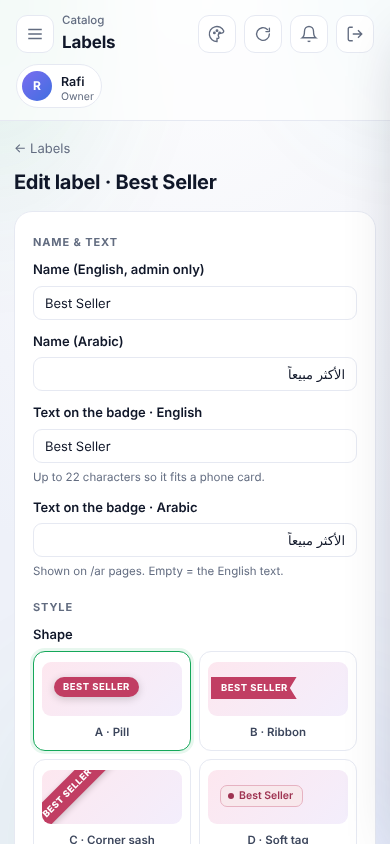 Catalog
Labels
R
Rafi
Owner
← Labels
Edit label · Best Seller
NAME & TEXT
Name (English, admin only)
Best Seller
Name (Arabic)
الأكثر مبيعاً
Text on the badge · English
Best Seller
Up to 22 characters so it fits a phone card.
Text on the badge · Arabic
الأكثر مبيعاً
Shown on /ar pages. Empty = the English text.
STYLE
Shape
BEST SELLER
BEST SELLER
A · Pill
B · Ribbon
BEST SELLER
Best Seller
C · Corner sash
D · Soft tag